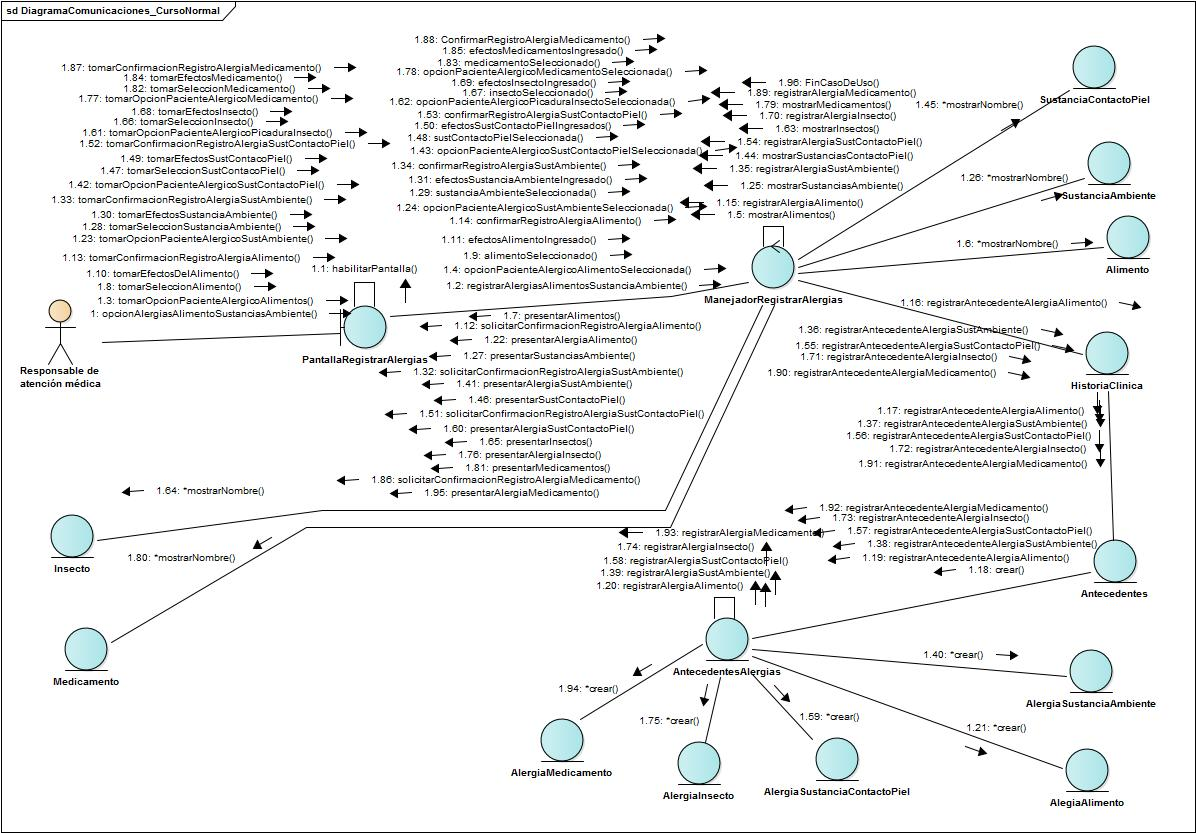 sd DiagramaComunicaciones_CursoNormal
1.87: tomarConfirmacionRegistroAlergiaMedicamento()
1.84: tomarEfectosMedicamento()
1.82: tomarSeleccionMedicamento()
1.77: tomarOpcionPacienteAlergicoMedicamento()
1.68: tomarEfectosInsecto()
1.66: tomarSeleccionInsecto()
1.61: tomarOpcionPacienteAlergicoPicaduraInsecto()
1.52: tomarConfirmacionRegistroAlergiaSustContactoPiel()
1.49: tomarEfectosSustContacoPiel()
1.47: tomarSeleccionSustContacoPiel()
1.42: tomarOpcionPacienteAlergicoSustContactoPiel()
1.33: tomarConfirmacionRegistroAlergiaSustAmbiente()
1.30: tomarEfectosSustanciaAmbiente()
1.28: tomarSeleccionSustanciaAmbiente()
1.23: tomarOpcionPacienteAlergicoSustAmbiente()
1.13: tomarConfirmacionRegistroAlergiaAlimento()
1.10: tomarEfectosDelAlimento()
1.8: tomarSeleccionAlimento()
1.3: tomarOpcionPacienteAlergicoAlimentos()
1: opcionAlergiasAlimentoSustanciasAmbiente()
1.1: habilitarPantalla()
1.88: ConfirmarRegistroAlergiaMedicamento()
1.85: efectosMedicamentosIngresado()
1.83: medicamentoSeleccionado()
1.78: opcionPacienteAlergicoMedicamentoSeleccionada()
1.69: efectosInsectoIngresado()
1.67: insectoSeleccionado()
1.62: opcionPacienteAlergicoPicaduraInsectoSeleccionada()
1.53: confirmarRegistroAlergiaSustContactoPiel()
1.50: efectosSustContactoPielIngresados()
1.48: sustContactoPielSeleccionada()
1.43: opcionPacienteAlergicoSustContactoPielSeleccionada()
1.34: confirmarRegistroAlergiaSustAmbiente()
1.31: efectosSustanciaAmbienteIngresado()
1.29: sustanciaAmbienteSeleccionada()
1.24: opcionPacienteAlergicoSustAmbienteSeleccionada()
1.14: confirmarRegistroAlergiaAlimento()
1.11: efectosAlimentoIngresado()
1.9: alimentoSeleccionado()
1.4: opcionPacienteAlergicoAlimentoSeleccionada()
1.2: registrarAlergiasAlimentosSustanciasAmbiente()
1.96: FinCasoDeUso()
1.89: registrarAlergiaMedicamento()
1.79: mostrarMedicamentos()
1.70: registrarAlergiaInsecto()
1.63: mostrarInsectos()
1.54: registrarAlergiaSustContactoPiel()
1.44: mostrarSustanciasContactoPiel()
1.35: registrarAlergiaSustAmbiente()
1.25: mostrarSustanciasAmbiente()
1.15: registrarAlergiaAlimento()
1.5: mostrarAlimentos()
1.45: *mostrarNombre()
SustanciaContactoPiel
1.26: *mostrarNombre()
SustanciaAmbiente
1.6: *mostrarNombre()
Alimento
ManejadorRegistrarAlergias
PantallaRegistrarAlergias
Responsable de
atención médica
1.16: registrarAntecedenteAlergiaAlimento()
1.36: registrarAntecedenteAlergiaSustAmbiente()
1.55: registrarAntecedenteAlergiaSustContactoPiel()
1.71: registrarAntecedenteAlergiaInsecto()
1.90: registrarAntecedenteAlergiaMedicamento()
HistoriaClinica
1.7: presentarAlimentos()
1.12: solicitarConfirmacionRegistroAlergiaAlimento()
1.22: presentarAlergiaAlimento()
1.27: presentarSustanciasAmbiente()
1.32: solicitarConfirmacionRegistroAlergiaSustAmbiente()
1.41: presentarAlergiaSustAmbiente()
1.46: presentarSustContactoPiel()
1.51: solicitarConfirmacionRegistroAlergiaSustContactoPiel()
1.60: presentarAlergiaSustContactoPiel()
1.65: presentarInsectos()
1.76: presentarAlergiaInsecto()
1.81: presentarMedicamentos()
1.86: solicitarConfirmacionRegistroAlergiaMedicamento()
1.95: presentarAlergiaMedicamento()
1.17: registrarAntecedenteAlergiaAlimento()
1.37: registrarAntecedenteAlergiaSustAmbiente()
1.56: registrarAntecedenteAlergiaSustContactoPiel()
1.72: registrarAntecedenteAlergiaInsecto()
1.91: registrarAntecedenteAlergiaMedicamento()
1.64: *mostrarNombre()
Insecto
1.80: *mostrarNombre()
Medicamento
1.92: registrarAntecedenteAlergiaMedicamento()
1.73: registrarAntecedenteAlergiaInsecto()
1.57: registrarAntecedenteAlergiaSustContactoPiel()
1.38: registrarAntecedenteAlergiaSustAmbiente()
1.19: registrarAntecedenteAlergiaAlimento()
1.18: crear()
Antecedentes
1.93: registrarAlergiaMedicamento()
1.74: registrarAlergiaInsecto()
1.58: registrarAlergiaSustContactoPiel()
1.39: registrarAlergiaSustAmbiente()
1.20: registrarAlergiaAlimento()
AntecedentesAlergias
1.40: *crear()
AlergiaSustanciaAmbiente
1.94: *crear()
AlergiaMedicamento
1.75: *crear()
AlergiaInsecto
1.59: *crear()
AlergiaSustanciaContactoPiel
1.21: *crear()
AlegiaAlimento